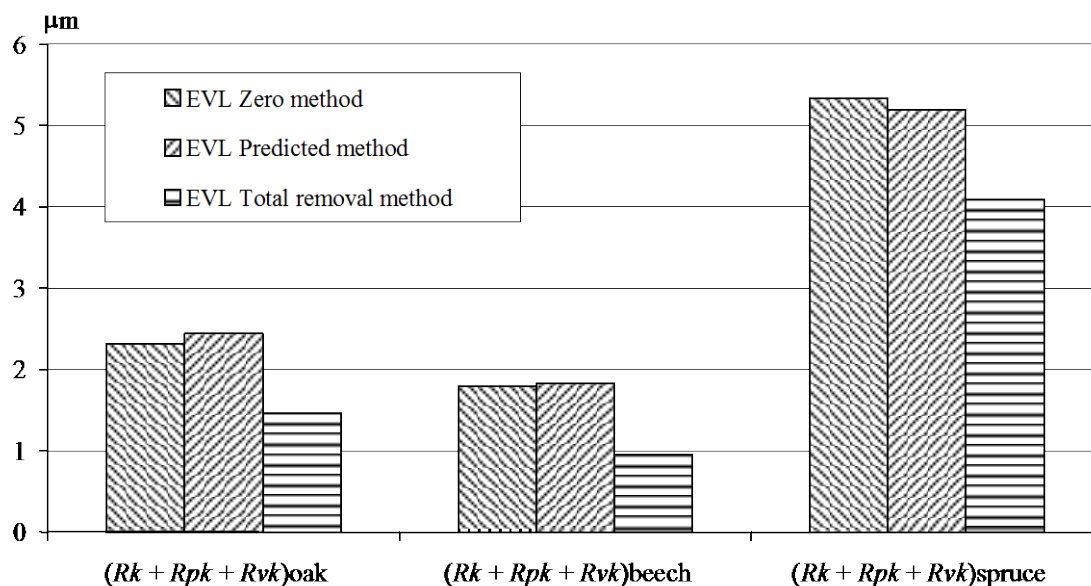 µm
6
5
4
3
2
1
0
EVL Zero method
EVL Predicted method
EVL Total removal method
(Rk + Rpk + Rvk)oak
(Rk + Rpk + Rvk)beech
(Rk + Rpk + Rvk)spruce